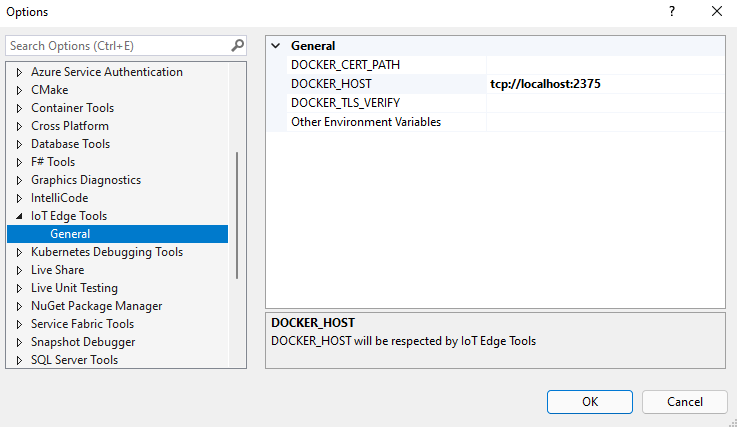 Options
?
Search Options (Ctrl+E)
Azure Service Authentication
CMake
Container Tools
Cross Platform
Database Tools
F# Tools
Graphics Diagnostics
IntelliCode
IoT Edge Tools
General
Kubernetes Debugging Tools
Live Share
Live Unit Testing
NuGet Package Manager
Service Fabric Tools
Snapshot Debugger
SQL Server Tools
General
DOCKER_CERT_PATH
DOCKER_HOST tcp://localhost:2375
DOCKER_TLS_VERIFY
Other Environment Variables
DOCKER_HOST
DOCKER_HOST will be respected by IoT Edge Tools
OK Cancel